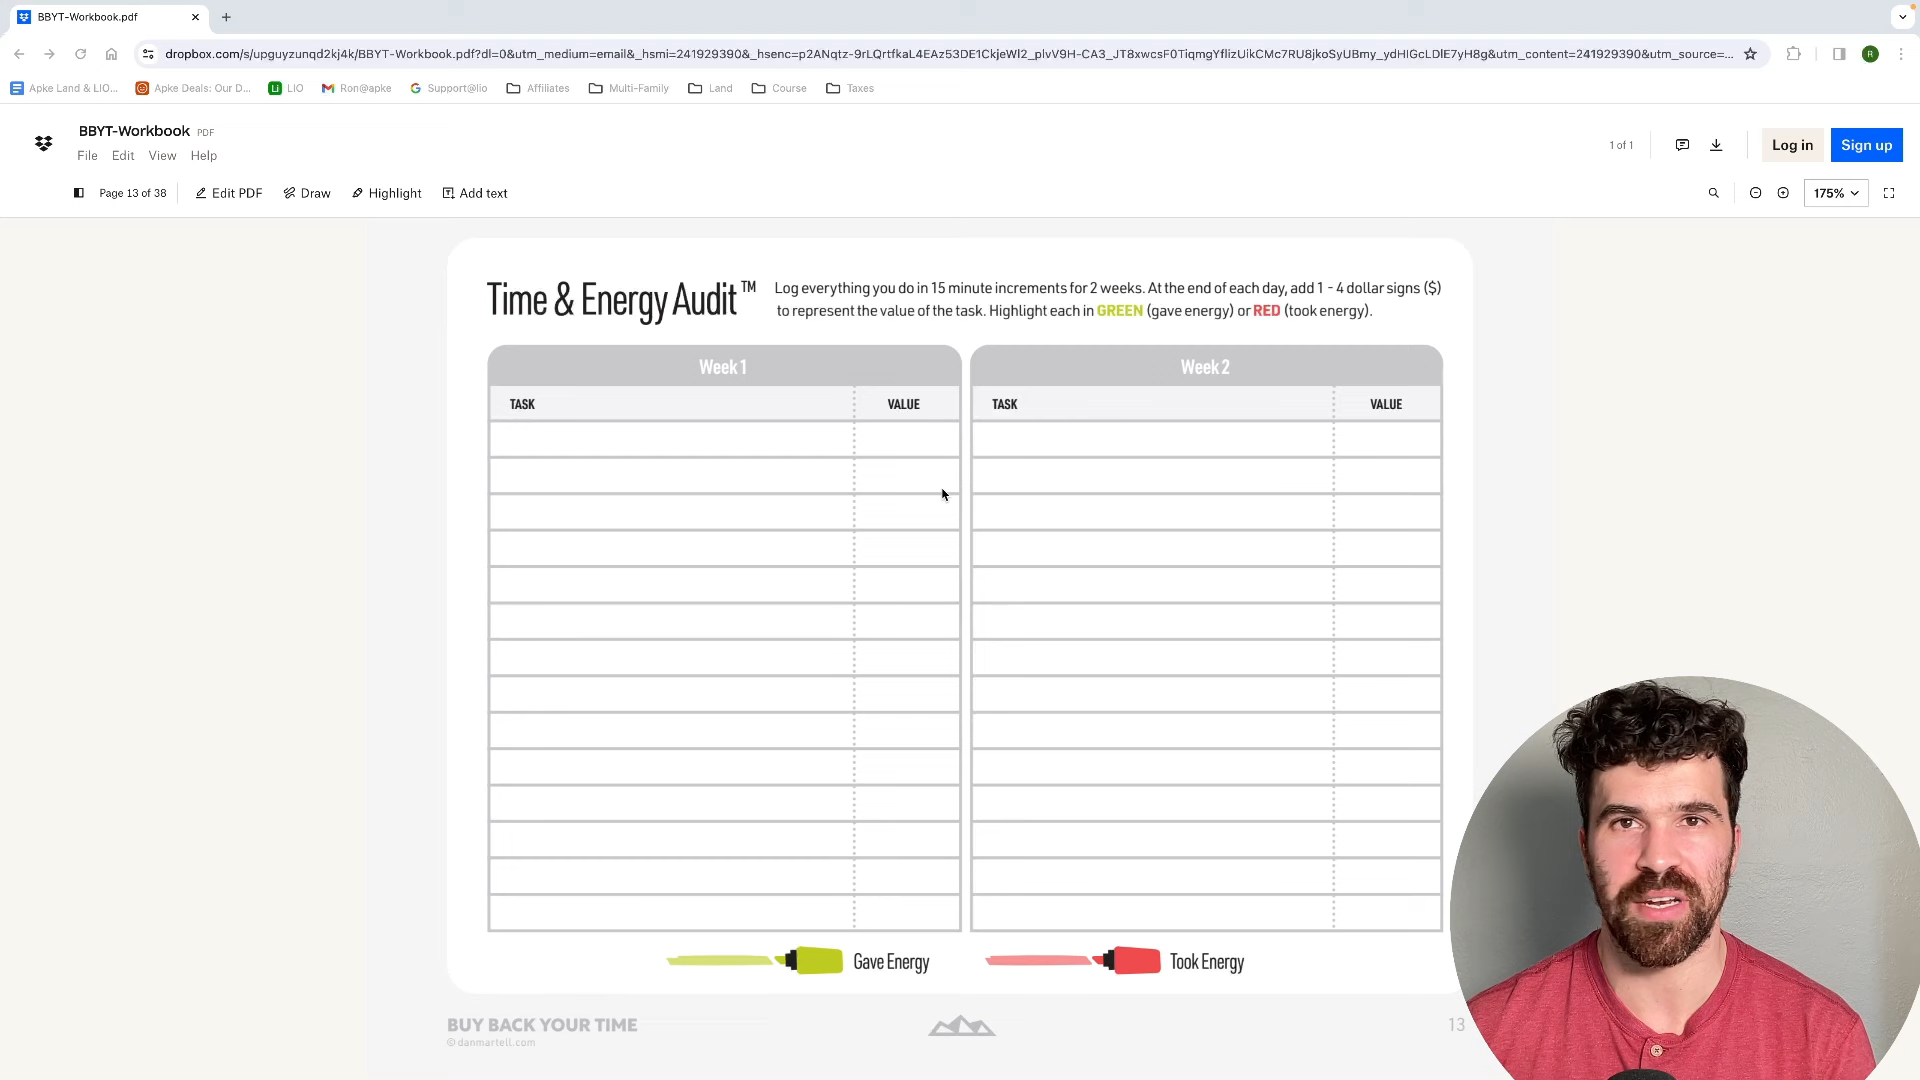 BBYT-Workbook.pdf
dropbox.com/s/upguyzunqd2kj4k/BBYT-Workbook.pdf?dl=0&utm_medium=email&_hsmi=241929390&_hsenc=p2ANqtz-9rLQrtfkaL4EAz53DE1CkjeWl2_plvV9H-CA3_JT8xwcsF0TiqmgYflizUikCMc7RU8jkoSyUBmy_ydHIGcLDlE7yH8g&utm_content=241929390&utm_source=...
R
Apke Land & LIO...
Apke Deals: Our D...
Li LIO
Ron@apke
Support@lio
Affiliates
Multi-Family
Land
Course
Taxes
BBYT-Workbook PDF
File Edit View Help
1 of 1
Log in
Sign up
Page 13 of 38
Edit PDF
Draw
Highlight
Add text
175%
Time & Energy Audit™
Log everything you do in 15 minute increments for 2 weeks. At the end of each day, add 1 - 4 dollar signs ($)
to represent the value of the task. Highlight each in GREEN (gave energy) or RED (took energy).
Week 1
Week 2
TASK VALUE
TASK VALUE
Gave Energy
Took Energy
BUY BACK YOUR TIME
© danmartell.com
13